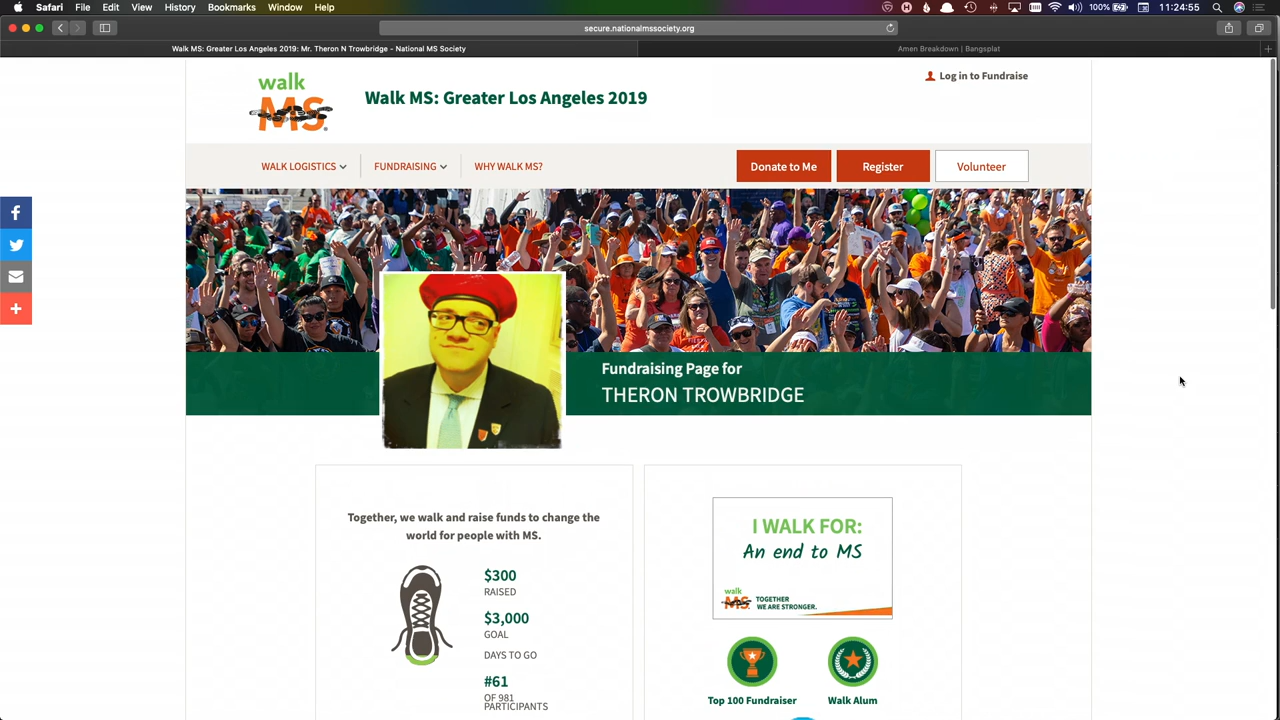 Safari File Edit View History Bookmarks Window Help 100% 11:24:55
secure.nationalmssociety.org
Walk MS: Greater Los Angeles 2019: Mr. Theron N Trowbridge - National MS Society
Amen Breakdown | Bangsplat
walk
MS
Walk MS: Greater Los Angeles 2019
Log in to Fundraise
WALK LOGISTICS FUNDRAISING WHY WALK MS?
Donate to Me Register Volunteer
Fundraising Page for
THERON TROWBRIDGE
Together, we walk and raise funds to change the
world for people with MS.
$300
RAISED
$3,000
GOAL
DAYS TO GO
#61
OF 981
PARTICIPANTS
I WALK FOR:
An end to MS
walk
MS
TOGETHER
WE ARE STRONGER.
Top 100 Fundraiser
Walk Alum